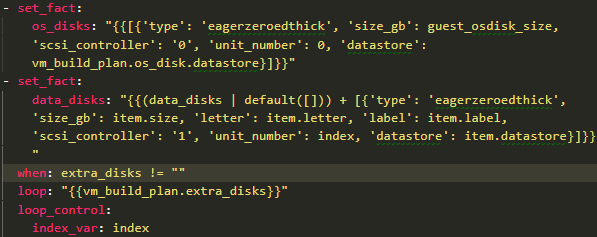 - set_fact:
os_disks: "{{[{'type': 'eagerzeroedthick', 'size_gb': guest_osdisk_size,
'scsi_controller': '0', 'unit_number': 0, 'datastore':
vm_build_plan.os_disk.datastore}]}}"
- set_fact:
data_disks: "{{(data_disks | default([])) + [{'type': 'eagerzeroedthick',
'size_gb': item.size, 'letter': item.letter, 'label': item.label,
'scsi_controller': '1', 'unit_number': index, 'datastore': item.datastore}]}}
"
when: extra_disks != ""
loop: "{{vm_build_plan.extra_disks}}"
loop_control:
index_var: index